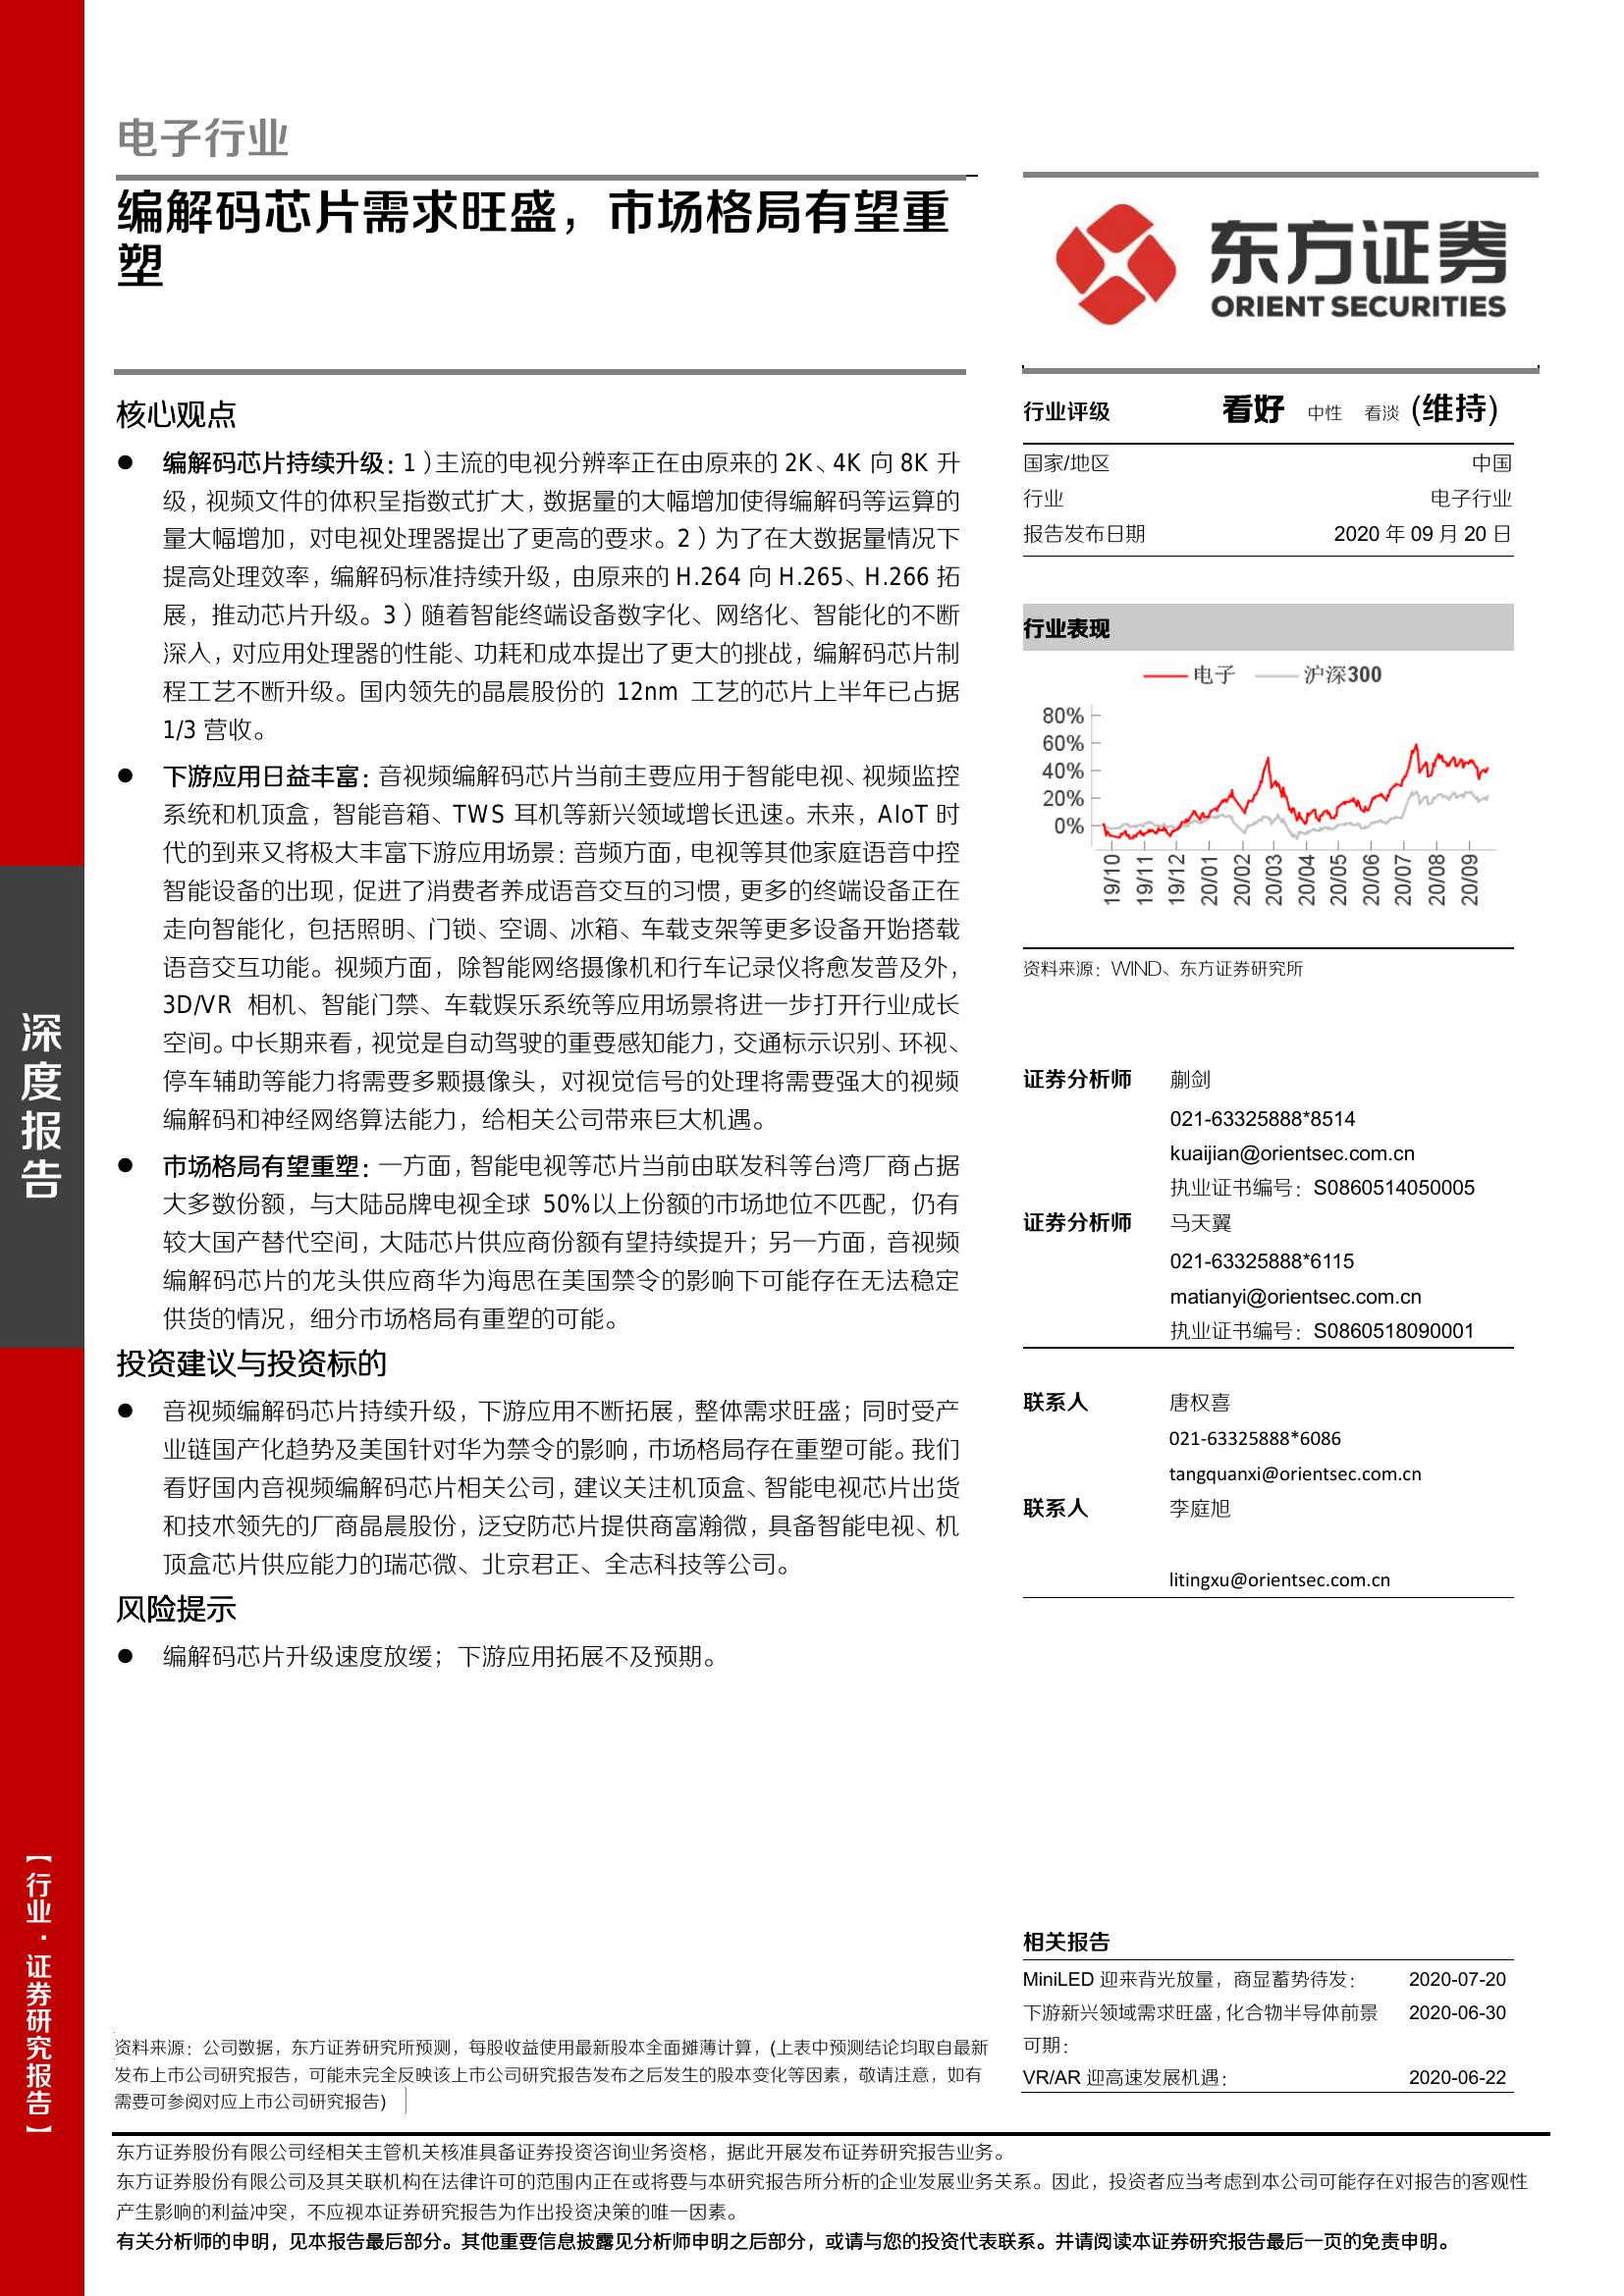 电子行业
编解码芯片需求旺盛，市场格局有望重
塑
东方证券
ORIENT SECURITIES
核心观点
● 编解码芯片持续升级：1）主流的电视分辨率正在由原来的 2K、4K 向 8K 升
级，视频文件的体积呈指数式扩大，数据量的大幅增加使得编解码等运算的
量大幅增加，对电视处理器提出了更高的要求。2）为了在大数据量情况下
提高处理效率，编解码标准持续升级，由原来的 H.264 向 H.265、H.266 拓
展，推动芯片升级。3）随着智能终端设备数字化、网络化、智能化的不断
深入，对应用处理器的性能、功耗和成本提出了更大的挑战，编解码芯片制
程工艺不断升级。国内领先的晶晨股份的 12nm 工艺的芯片上半年已占据
1/3 营收。
● 下游应用日益丰富：音视频编解码芯片当前主要应用于智能电视、视频监控
系统和机顶盒，智能音箱、TWS 耳机等新兴领域增长迅速。未来，AIoT 时
代的到来又将极大丰富下游应用场景：音频方面，电视等其他家庭语音中控
智能设备的出现，促进了消费者养成语音交互的习惯，更多的终端设备正在
走向智能化，包括照明、门锁、空调、冰箱、车载支架等更多设备开始搭载
语音交互功能。视频方面，除智能网络摄像机和行车记录仪将愈发普及外，
3D/VR 相机、智能门禁、车载娱乐系统等应用场景将进一步打开行业成长
空间。中长期来看，视觉是自动驾驶的重要感知能力，交通标示识别、环视、
停车辅助等能力将需要多颗摄像头，对视觉信号的处理将需要强大的视频
编解码和神经网络算法能力，给相关公司带来巨大机遇。
● 市场格局有望重塑：一方面，智能电视等芯片当前由联发科等台湾厂商占据
大多数份额，与大陆品牌电视全球 50%以上份额的市场地位不匹配，仍有
较大国产替代空间，大陆芯片供应商份额有望持续提升；另一方面，音视频
编解码芯片的龙头供应商华为海思在美国禁令的影响下可能存在无法稳定
供货的情况，细分市场格局有重塑的可能。
投资建议与投资标的
● 音视频编解码芯片持续升级，下游应用不断拓展，整体需求旺盛；同时受产
业链国产化趋势及美国针对华为禁令的影响，市场格局存在重塑可能。我们
看好国内音视频编解码芯片相关公司，建议关注机顶盒、智能电视芯片出货
和技术领先的厂商晶晨股份，泛安防芯片提供商富瀚微，具备智能电视、机
顶盒芯片供应能力的瑞芯微、北京君正、全志科技等公司。
风险提示
● 编解码芯片升级速度放缓；下游应用拓展不及预期。
行业评级 看好 中性 看淡 (维持)
国家/地区 中国
行业 电子行业
报告发布日期 2020 年 09 月 20 日
行业表现
电子 沪深300
80%
60%
40%
20%
0%
19/10 19/11 19/12 20/01 20/02 20/03 20/04 20/05 20/06 20/07 20/08 20/09
资料来源：WIND、东方证券研究所
证券分析师 蒯剑
021-63325888*8514
kuaijian@orientsec.com.cn
执业证书编号：S0860514050005
证券分析师 马天翼
021-63325888*6115
matianyi@orientsec.com.cn
执业证书编号：S0860518090001
联系人 唐权喜
021-63325888*6086
tangquanxi@orientsec.com.cn
联系人 李庭旭
litingxu@orientsec.com.cn
相关报告
MiniLED 迎来背光放量，商显蓄势待发： 2020-07-20
下游新兴领域需求旺盛，化合物半导体前景 2020-06-30
可期：
VR/AR 迎高速发展机遇： 2020-06-22
深度报告
【行业·证券研究报告】
资料来源：公司数据，东方证券研究所预测，每股收益使用最新股本全面摊薄计算，(上表中预测结论均取自最新
发布上市公司研究报告，可能未完全反映该上市公司研究报告发布之后发生的股本变化等因素，敬请注意，如有
需要可参阅对应上市公司研究报告)
东方证券股份有限公司经相关主管机关核准具备证券投资咨询业务资格，据此开展发布证券研究报告业务。
东方证券股份有限公司及其关联机构在法律许可的范围内正在或将要与本研究报告所分析的企业发展业务关系。因此，投资者应当考虑到本公司可能存在对报告的客观性
产生影响的利益冲突，不应视本证券研究报告为作出投资决策的唯一因素。
有关分析师的申明，见本报告最后部分。其他重要信息披露见分析师申明之后部分，或请与您的投资代表联系。并请阅读本证券研究报告最后一页的免责申明。